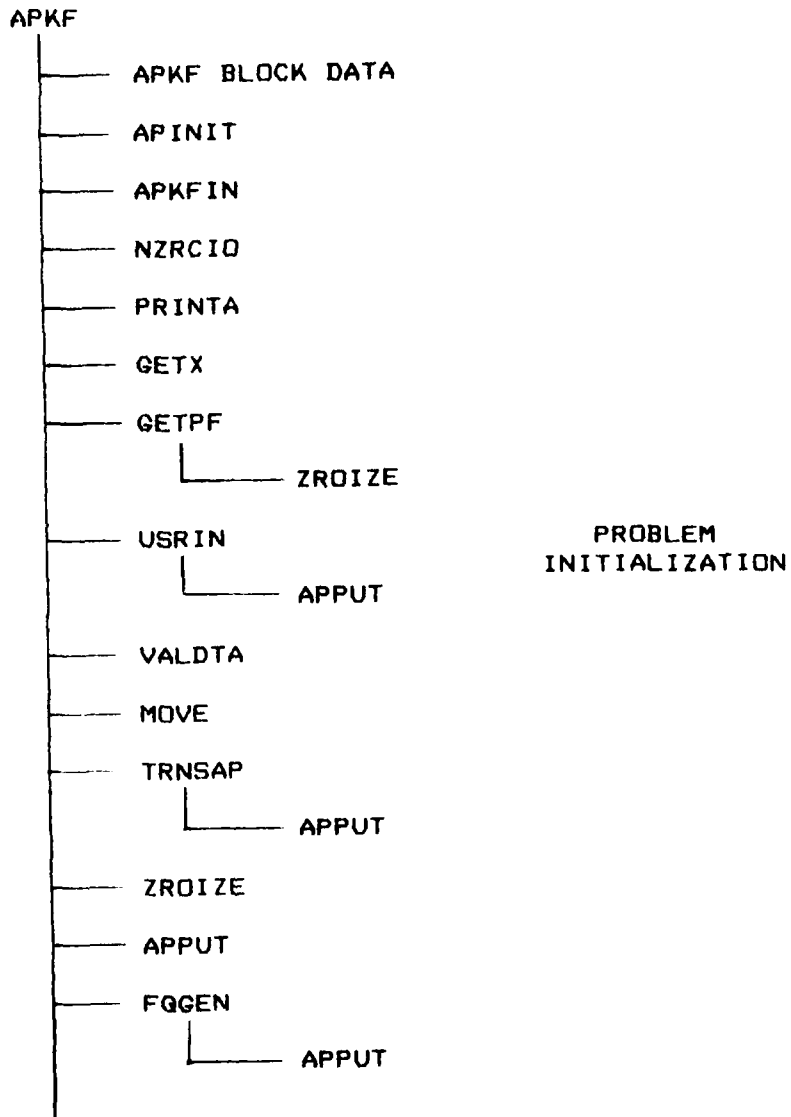 APKF
APKF BLOCK DATA
APINIT
APKFIN
NZRCIO
PRINTA
GETX
GETPF
ZROIZE
USRIN
APPUT
PROBLEM
INITIALIZATION
VALDTA
MOVE
TRNSAP
APPUT
ZROIZE
APPUT
FQGEN
APPUT